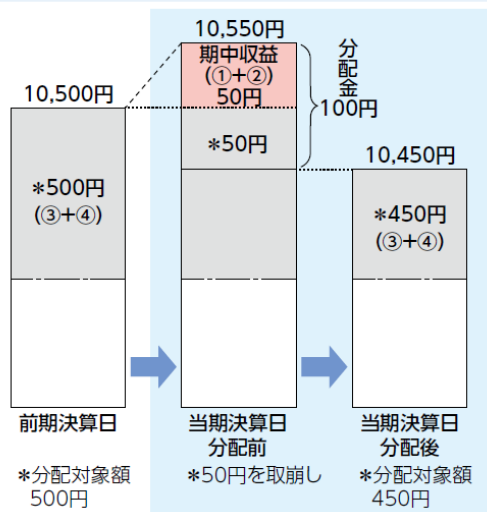 10,550円
期中収益
(①+②)
50円
分配金
100円
10,500円
*50円
10,450円
*500円
(③+④)
*450円
(③+④)
前期決算日
当期決算日
分配前
当期決算日
分配後
*分配対象額
500円
*50円を取崩し
*分配対象額
450円